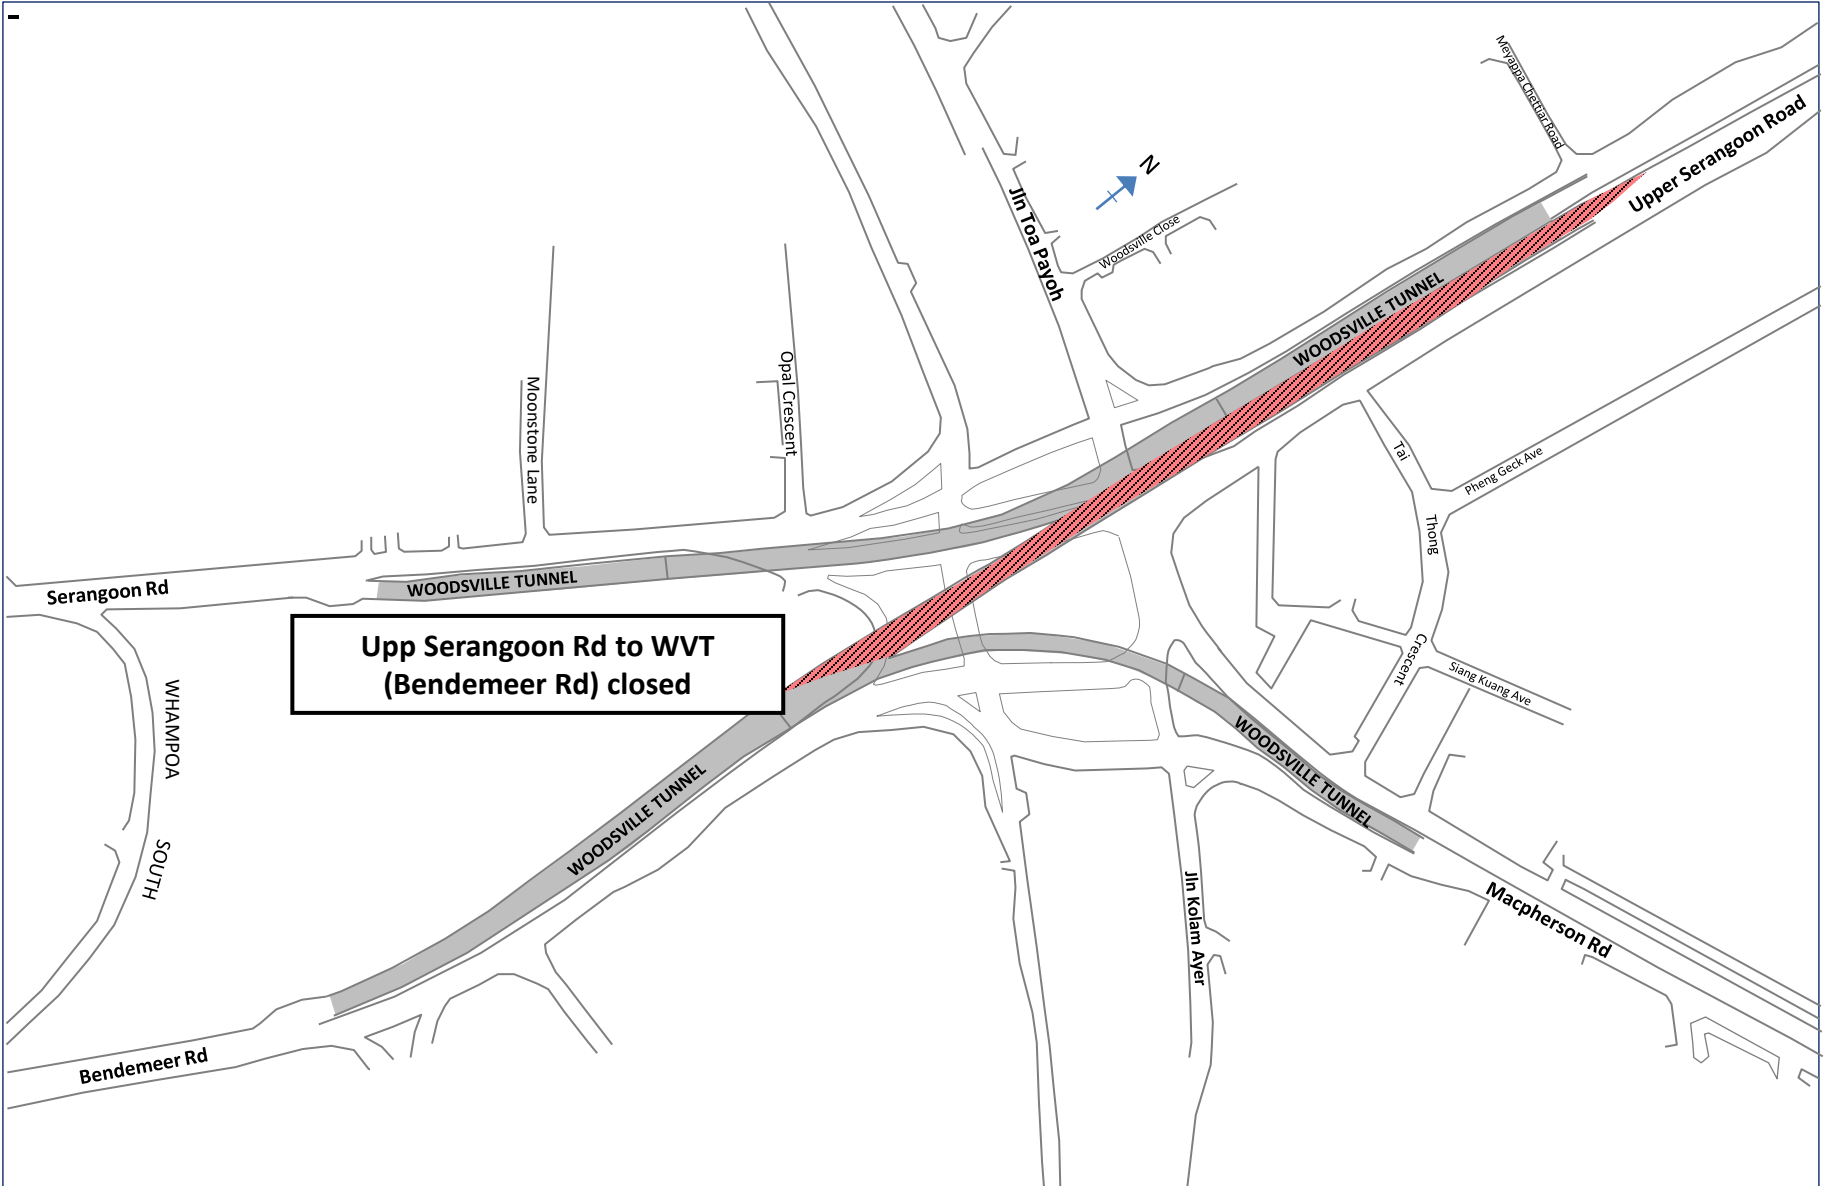 Meyappa Chettiar Road
Upper Serangoon Road
N
Jln Toa Payoh
Woodsville Close
WOODSVILLE TUNNEL
Moonstone Lane
Opal Crescent
Tai
Thong
Crescent
Pheng Geck Ave
Serangoon Rd
WOODSVILLE TUNNEL
Upp Serangoon Rd to WVT
(Bendemeer Rd) closed
Siang Kuang Ave
WHAMPOA
SOUTH
WOODSVILLE TUNNEL
WOODSVILLE TUNNEL
Jln Kolam Ayer
Macpherson Rd
Bendemeer Rd